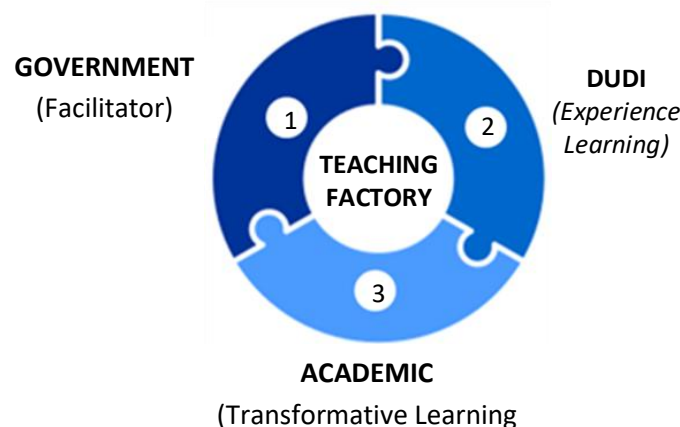 GOVERNMENT
(Facilitator)
1
2
DUDI
(Experience
Learning)
TEACHING
FACTORY
3
ACADEMIC
(Transformative Learning